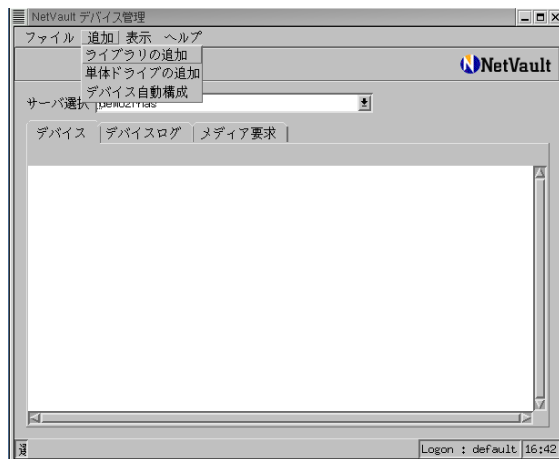 NetVault デバイス管理
ファイル 追加 表示 ヘルプ
ライブラリの追加
単体ドライブの追加
デバイス自動構成
NetVault
サーバ選択
デバイス デバイスログ メディア要求
Logon : default 16:42